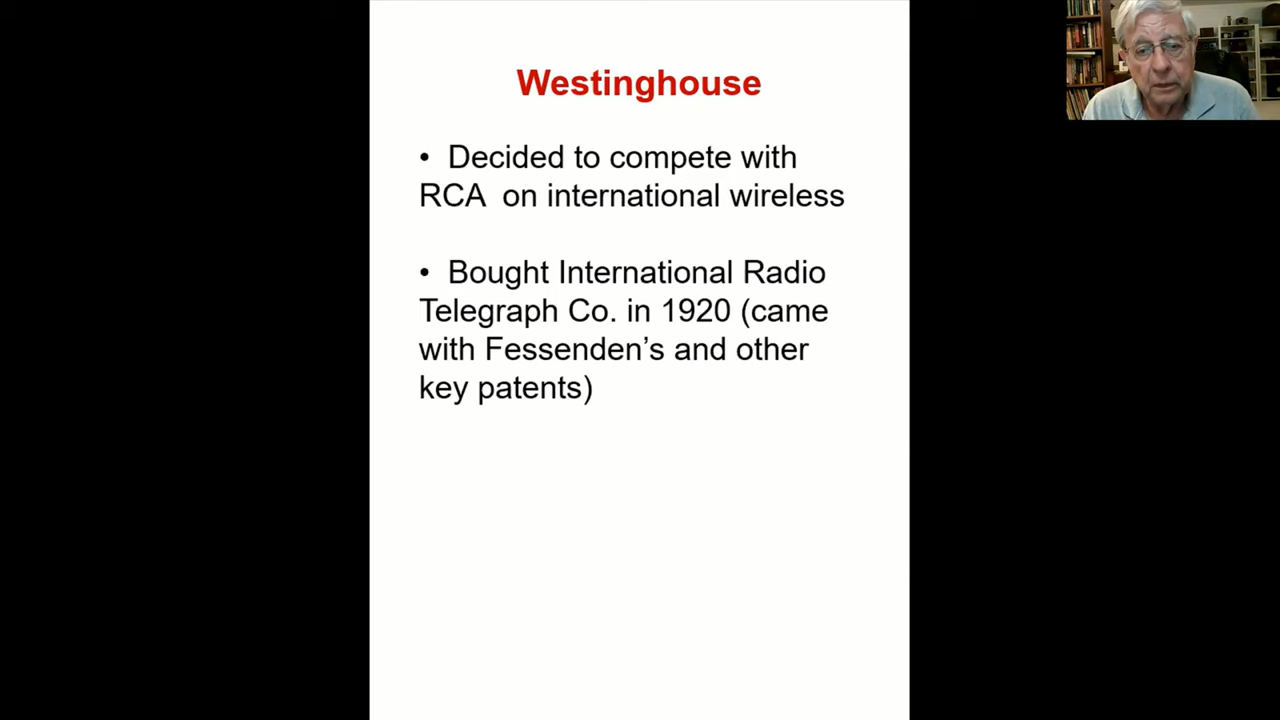 Westinghouse
• Decided to compete with
RCA on international wireless
• Bought International Radio
Telegraph Co. in 1920 (came
with Fessenden’s and other
key patents)